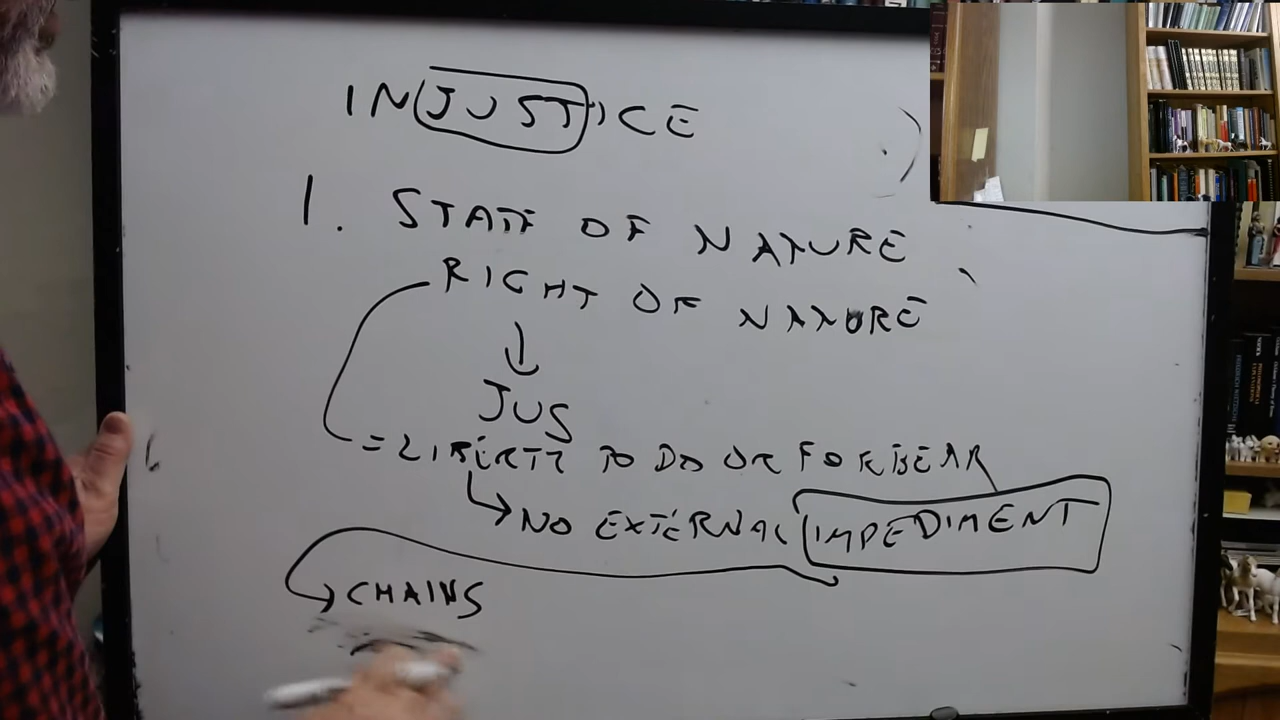 INJUSTICE
1. STATE OF NATURE
RIGHT OF NATURE
JUS
= LIBERTY TO DO OR FORBEAR
NO EXTERNAL IMPEDIMENT
CHAINS